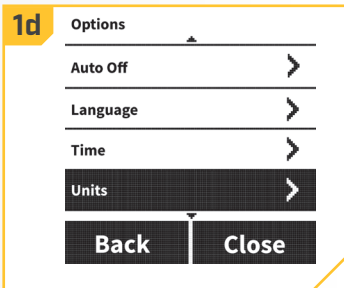 1d
Options
Auto Off
Language
Time
Units
Back Close